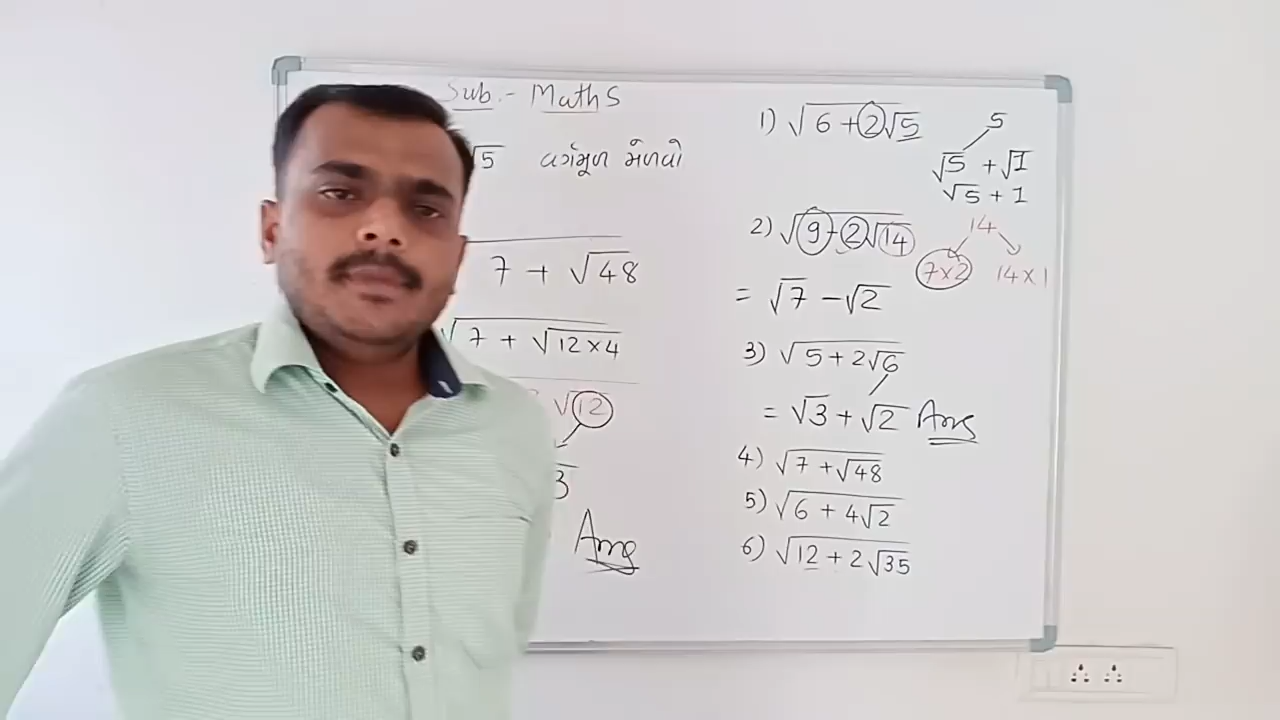 Sub.- Maths
√5 વર્ગમૂળ મેળવો
7 + √48
√7 + √12×4
√12
3
Ans
1) √6 + 2√5
5
√5 + √1
√5 + 1
2) √9 - 2√14
14
7×2 14×1
= √7 - √2
3) √5 + 2√6
= √3 + √2 Ans
4) √7 + √48
5) √6 + 4√2
6) √12 + 2√35